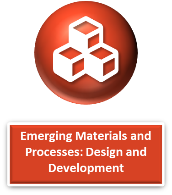 Emerging Materials and
Processes: Design and
Development